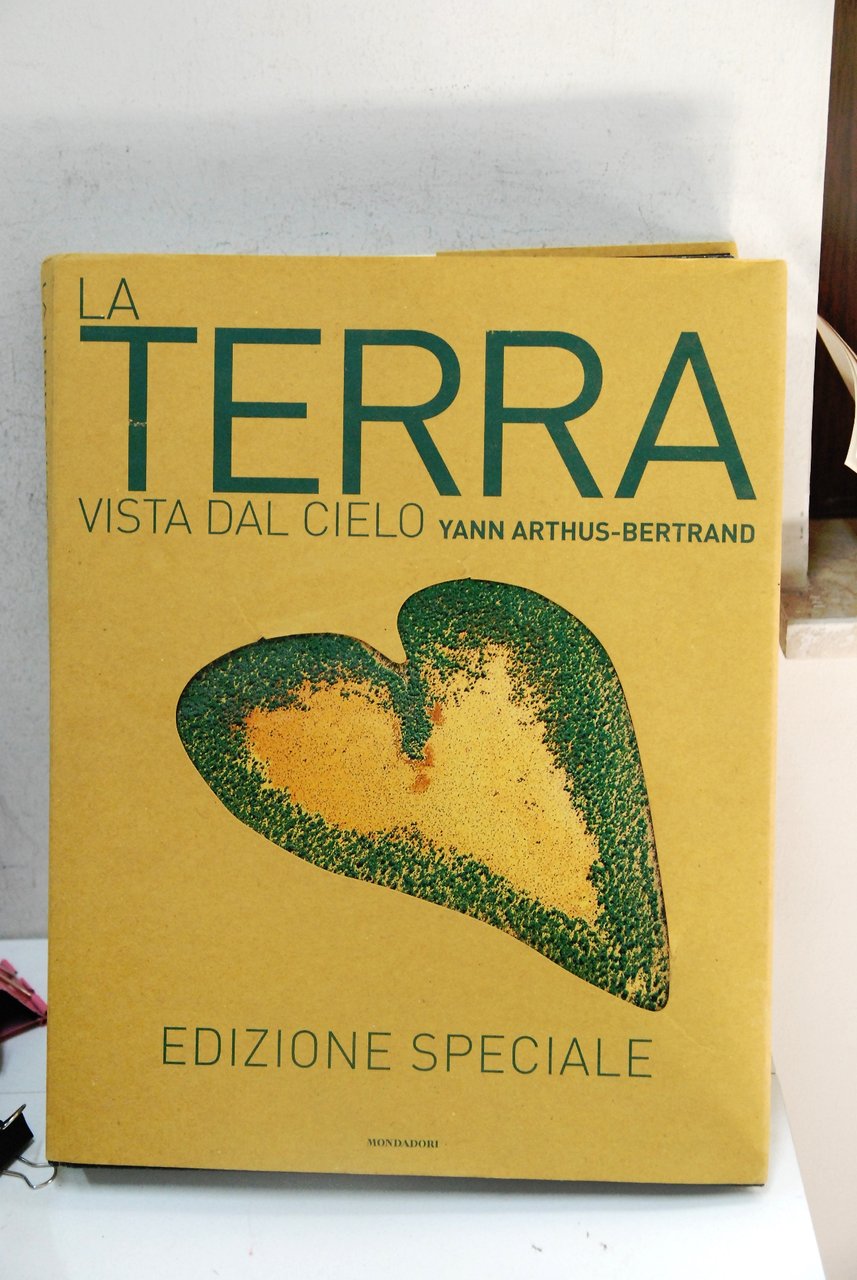 LA
TERRA
VISTA DAL CIELO YANN ARTHUS-BERTRAND
EDIZIONE SPECIALE
MONDADORI